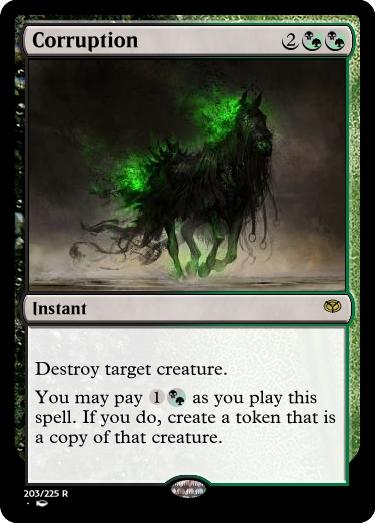 Corruption 2
Instant
Destroy target creature.
You may pay 1 as you play this
spell. If you do, create a token that is
a copy of that creature.
203/225 R